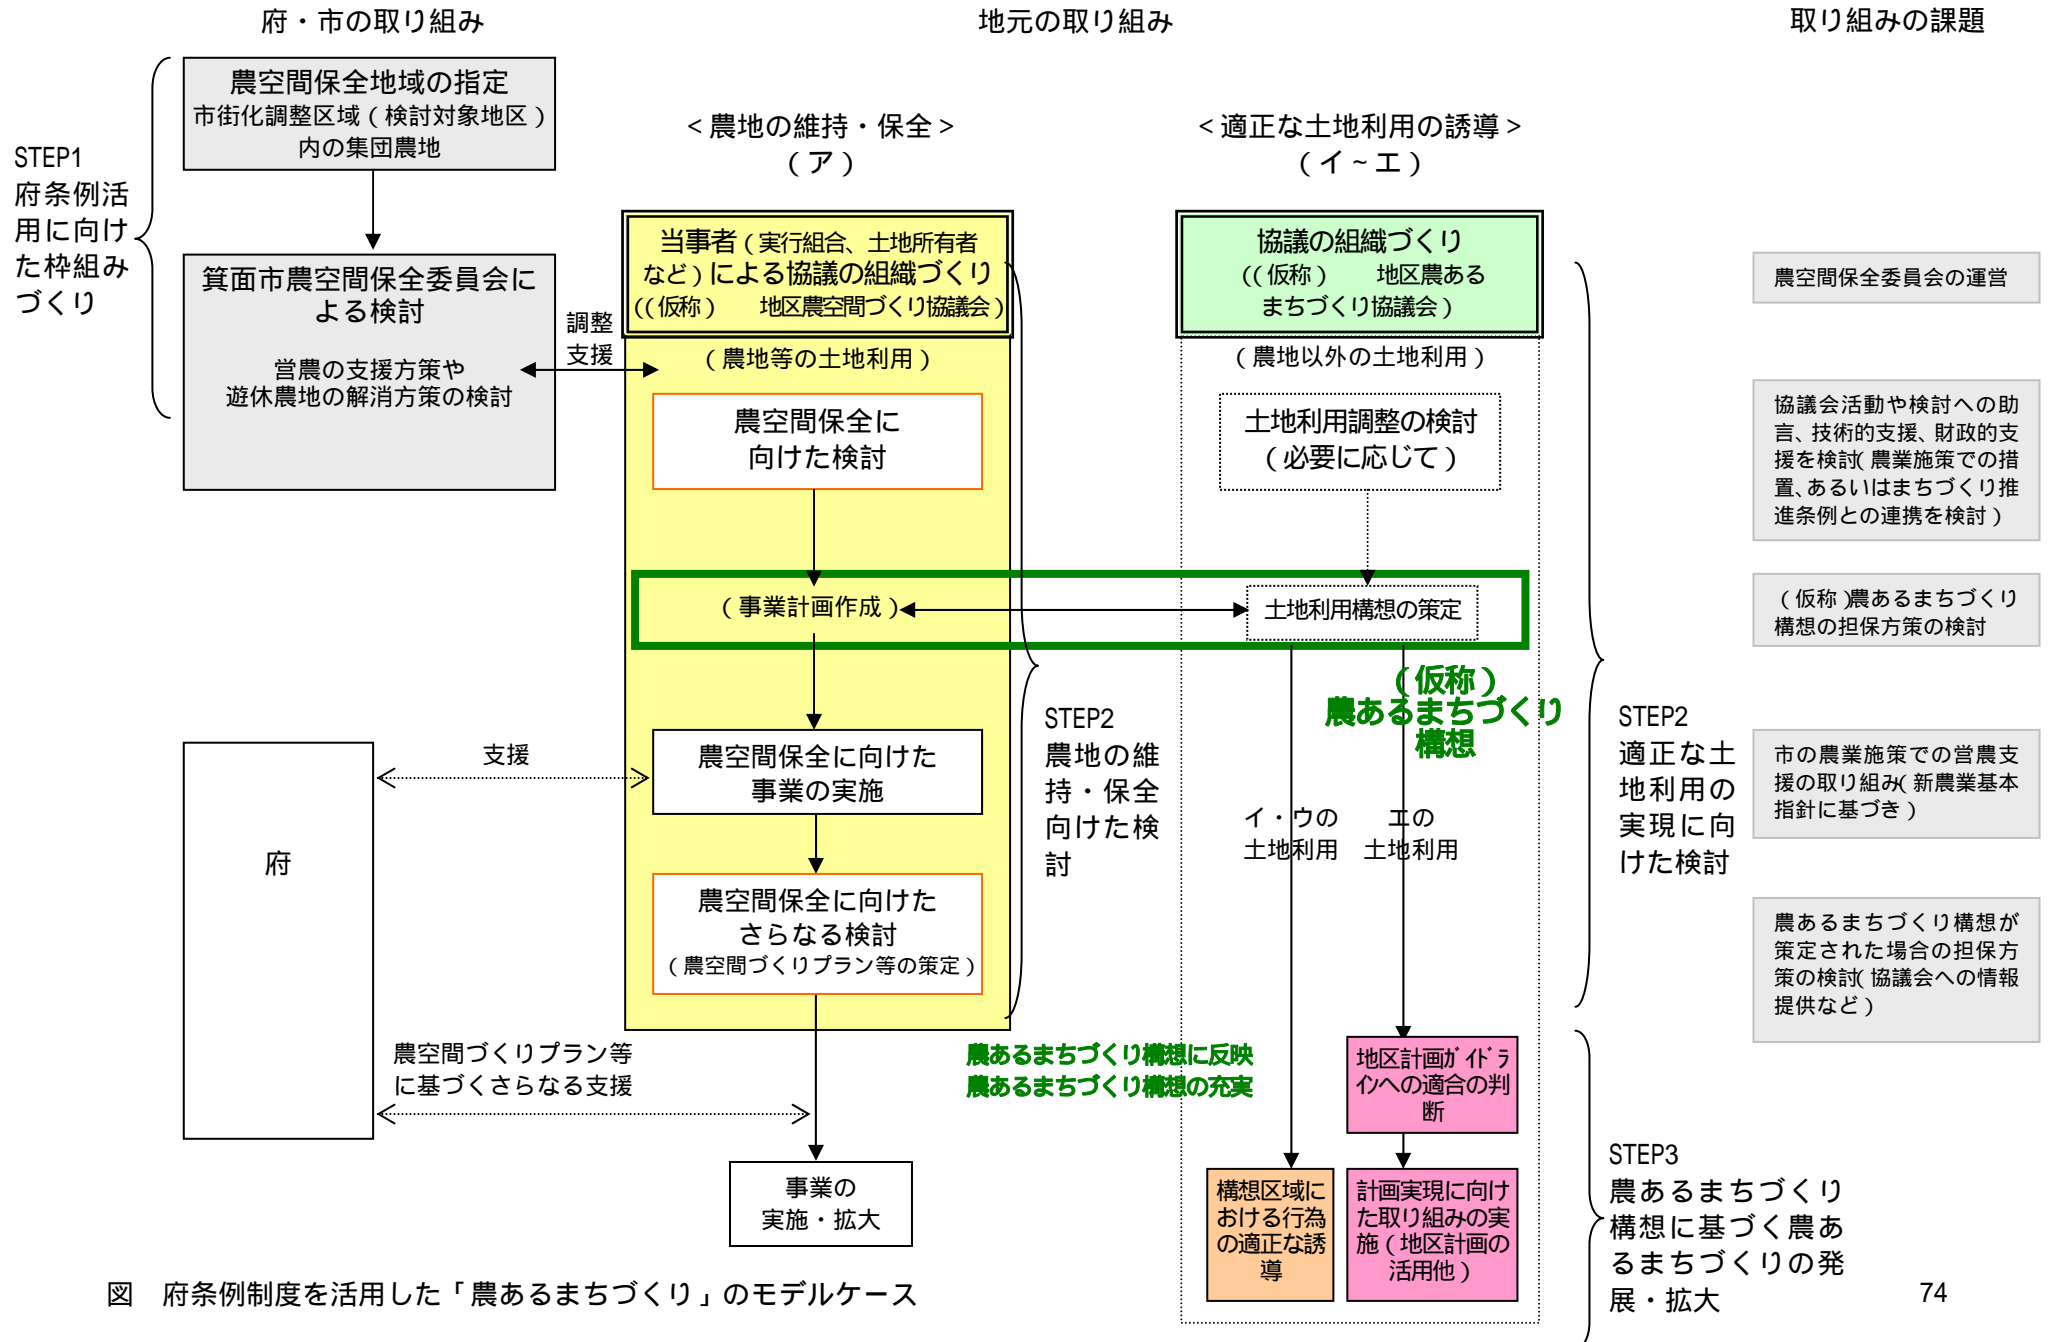 府・市の取り組み
地元の取り組み
取り組みの課題
STEP1
府条例活
用に向け
た枠組み
づくり
農空間保全地域の指定
市街化調整区域（検討対象地区）
内の集団農地
箕面市農空間保全委員会に
よる検討
営農の支援方策や
遊休農地の解消方策の検討
調整
支援
＜農地の維持・保全＞
（ア）
当事者（実行組合、土地所有者
など）による協議の組織づくり
（（仮称）　　地区農空間づくり協議会）
（農地等の土地利用）
農空間保全に
向けた検討
（事業計画作成）
農空間保全に向けた
事業の実施
農空間保全に向けた
さらなる検討
（農空間づくりプラン等の策定）
事業の
実施・拡大
府
支援
農空間づくりプラン等
に基づくさらなる支援
STEP2
農地の維
持・保全
向けた検
討
農あるまちづくり構想に反映
農あるまちづくり構想の充実
＜適正な土地利用の誘導＞
（イ～エ）
協議の組織づくり
（（仮称）　　地区農ある
まちづくり協議会）
（農地以外の土地利用）
土地利用調整の検討
（必要に応じて）
土地利用構想の策定
（仮称）
農あるまちづくり
構想
イ・ウの
土地利用
エの
土地利用
地区計画ｶﾞｲﾄﾞﾗ
ｲﾝへの適合の判
断
構想区域に
おける行為
の適正な誘
導
計画実現に向け
た取り組みの実
施（地区計画の
活用他）
STEP2
適正な土
地利用の
実現に向
けた検討
STEP3
農あるまちづくり
構想に基づく農あ
るまちづくりの発
展・拡大
農空間保全委員会の運営
協議会活動や検討への助
言、技術的支援、財政的支
援を検討（農業施策での措
置、あるいはまちづくり推
進条例との連携を検討）
（仮称）農あるまちづくり
構想の担保方策の検討
市の農業施策での営農支
援の取り組み（新農業基本
指針に基づき）
農あるまちづくり構想が
策定された場合の担保方
策の検討（協議会への情報
提供など）
図　府条例制度を活用した「農あるまちづくり」のモデルケース
74